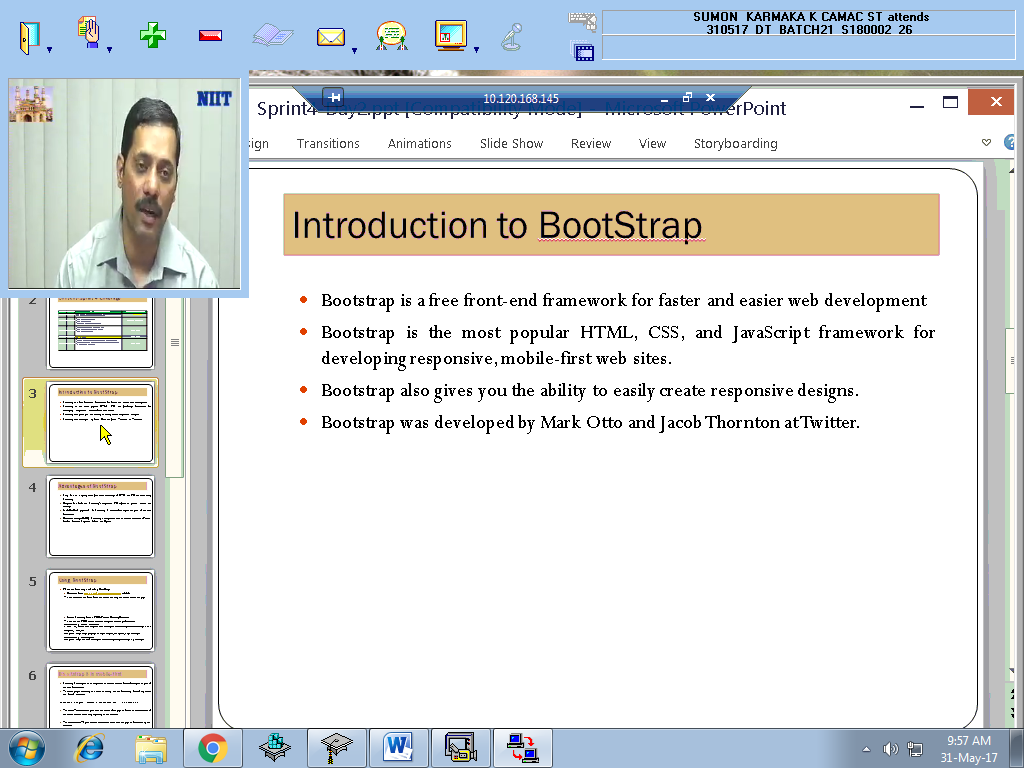 SUMON KARMAKA K CAMAC ST attends
310517_DT_BATCH21_S180002_26
NIIT
10.120.168.145
Sprint4-Day2.ppt [Compatibility Mode] - Microsoft PowerPoint
sign Transitions Animations Slide Show Review View Storyboarding
Introduction to BootStrap
Bootstrap is a free front-end framework for faster and easier web development
Bootstrap is the most popular HTML, CSS, and JavaScript framework for
developing responsive, mobile-first web sites.
Bootstrap also gives you the ability to easily create responsive designs.
Bootstrap was developed by Mark Otto and Jacob Thornton at Twitter.
2
3
Introduction to BootStrap
4
Advantages of BootStrap
5
Using BootStrap
6
9:57 AM
31-May-17